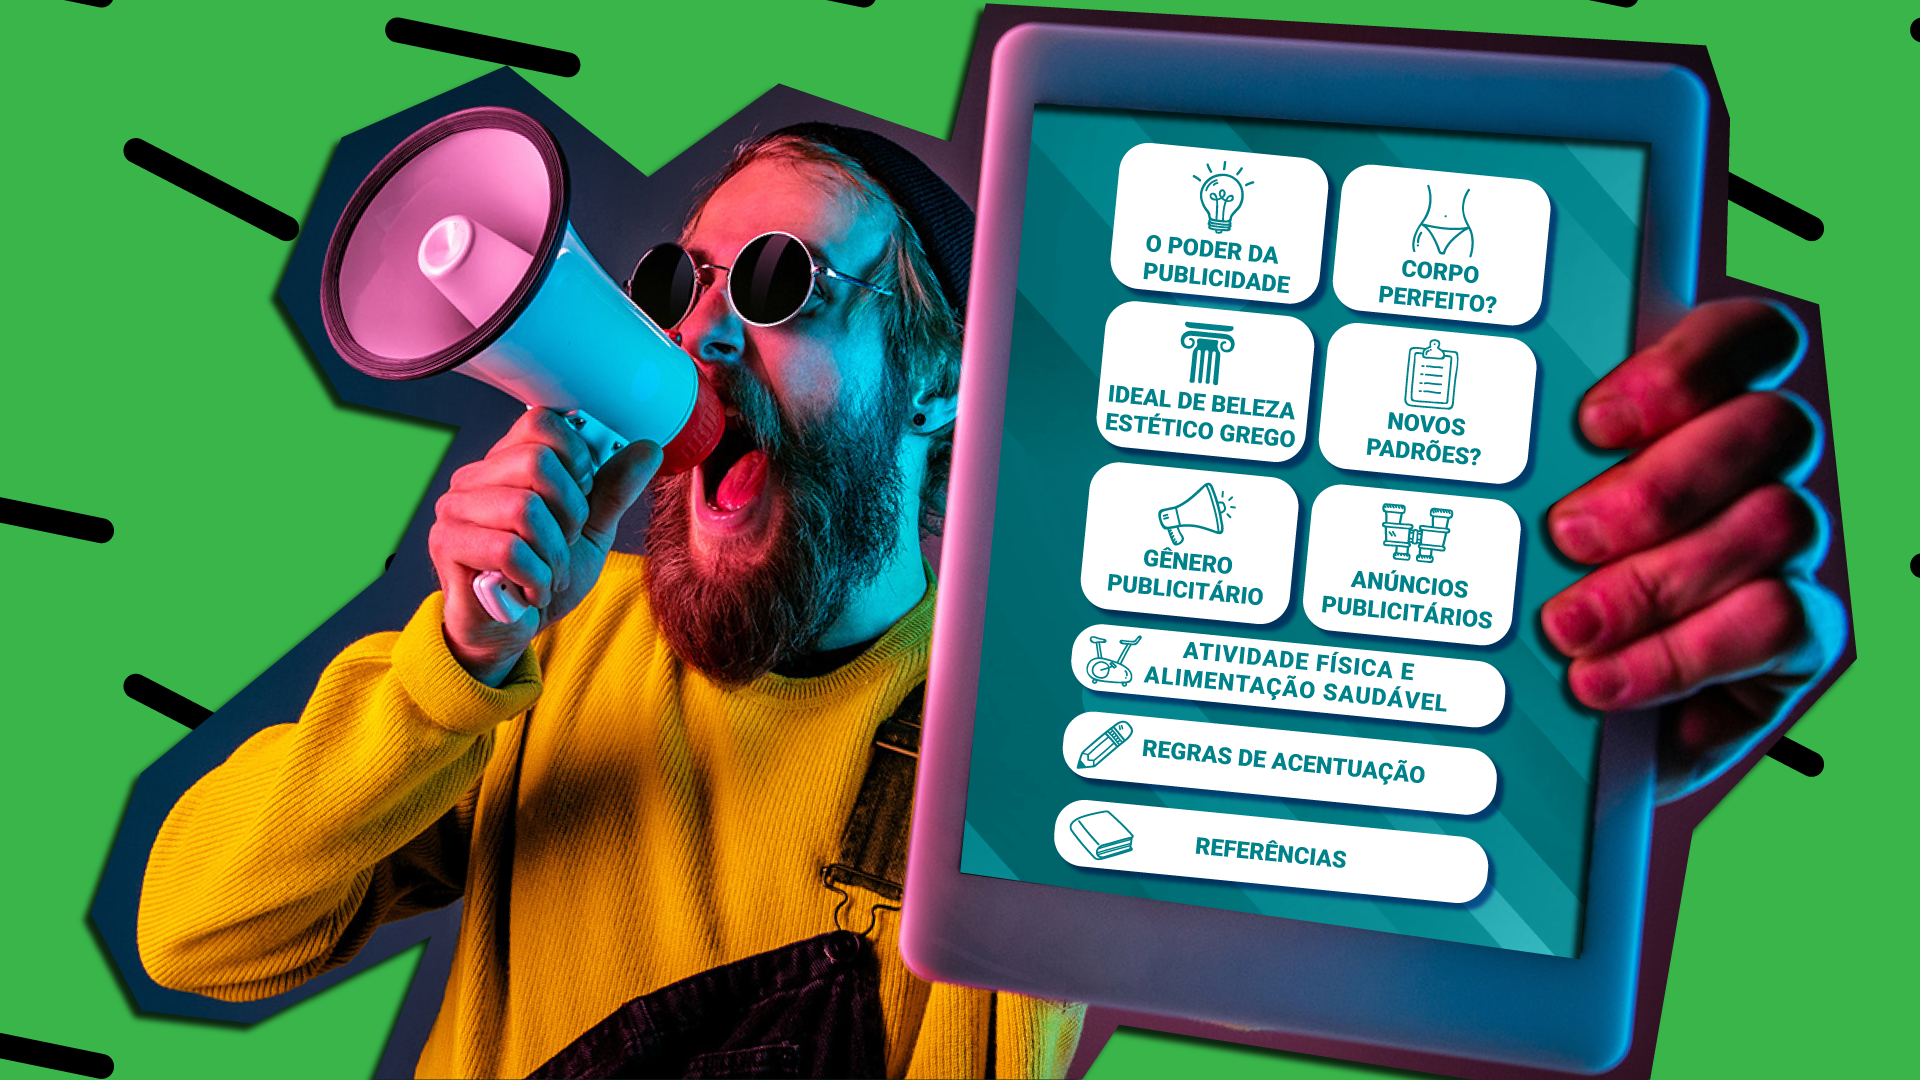 O PODER DA
PUBLICIDADE
CORPO
PERFEITO?
IDEAL DE BELEZA
ESTÉTICO GREGO
NOVOS
PADRÕES?
GÊNERO
PUBLICITÁRIO
ANÚNCIOS
PUBLICITÁRIOS
ATIVIDADE FÍSICA E
ALIMENTAÇÃO SAUDÁVEL
REGRAS DE ACENTUAÇÃO
REFERÊNCIAS